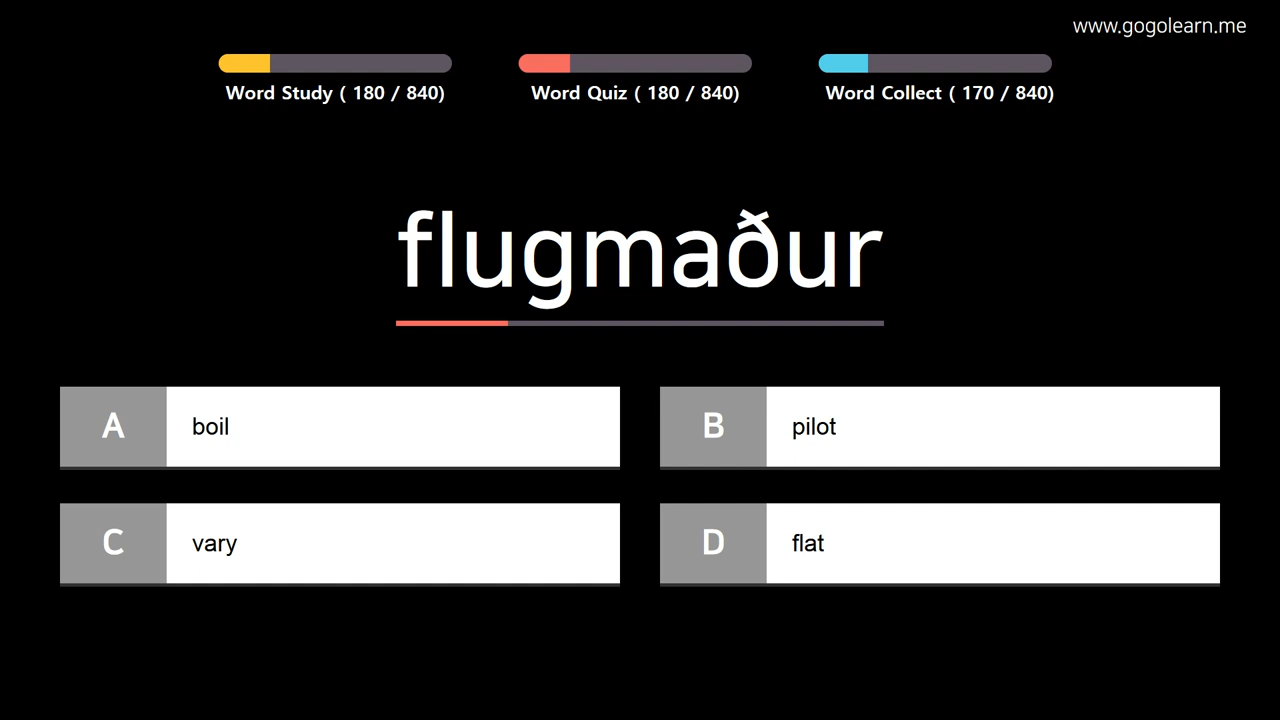 www.gogolearn.me
Word Study ( 180 / 840)
Word Quiz ( 180 / 840)
Word Collect ( 170 / 840)
flugmaður
A boil
B pilot
C vary
D flat